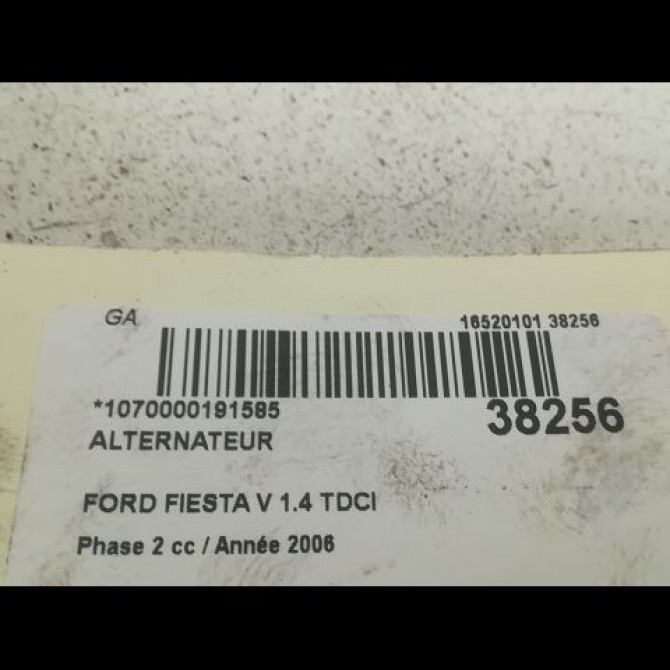 GA 16520101 38256
*1070000191585 38256
ALTERNATEUR
FORD FIESTA V 1.4 TDCI
Phase 2 cc / Année 2006